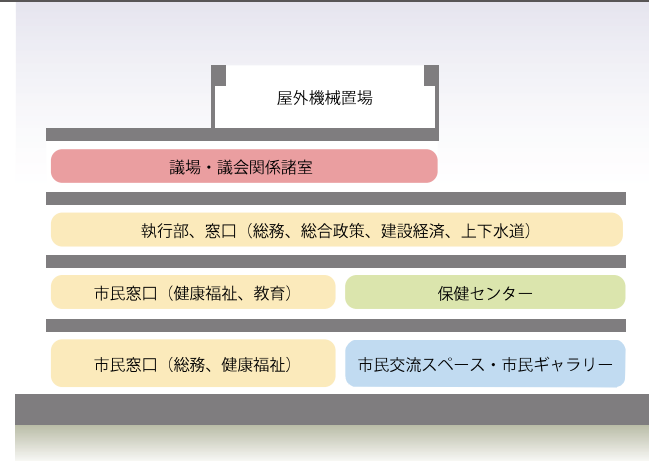 屋外機械置場
議場・議会関係諸室
執行部、窓口（総務、総合政策、建設経済、上下水道）
市民窓口（健康福祉、教育）
保健センター
市民窓口（総務、健康福祉）
市民交流スペース・市民ギャラリー